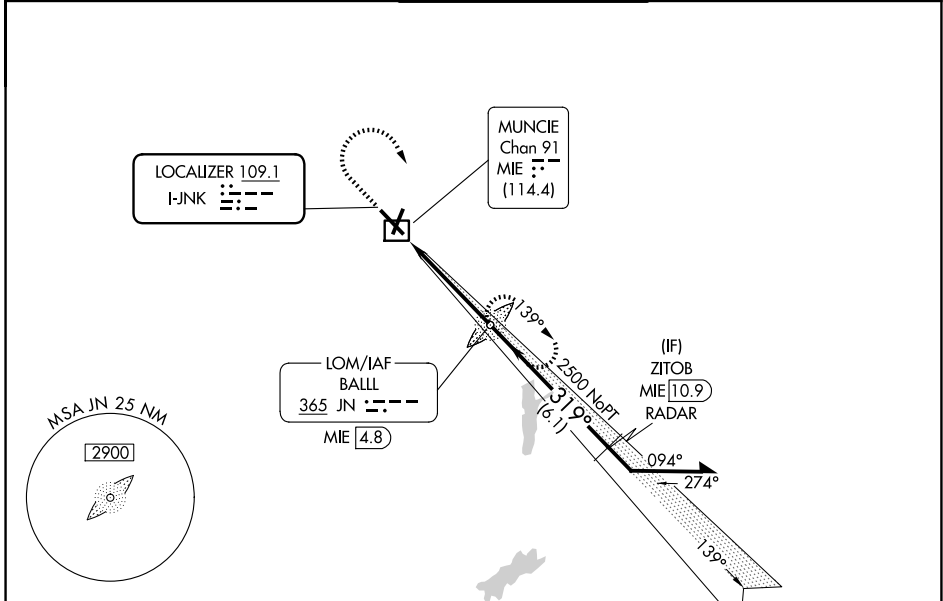 MUNCIE
Chan 91
MIE
(114.4)
LOCALIZER 109.1
I-JNK
139°
LOM/IAF
BALLL
365 JN
MIE 4.8
2500 NoPT
319°
(6.1)
(IF)
ZITOB
MIE 10.9
RADAR
MSA JN 25 NM
2900
094°
274°
139°